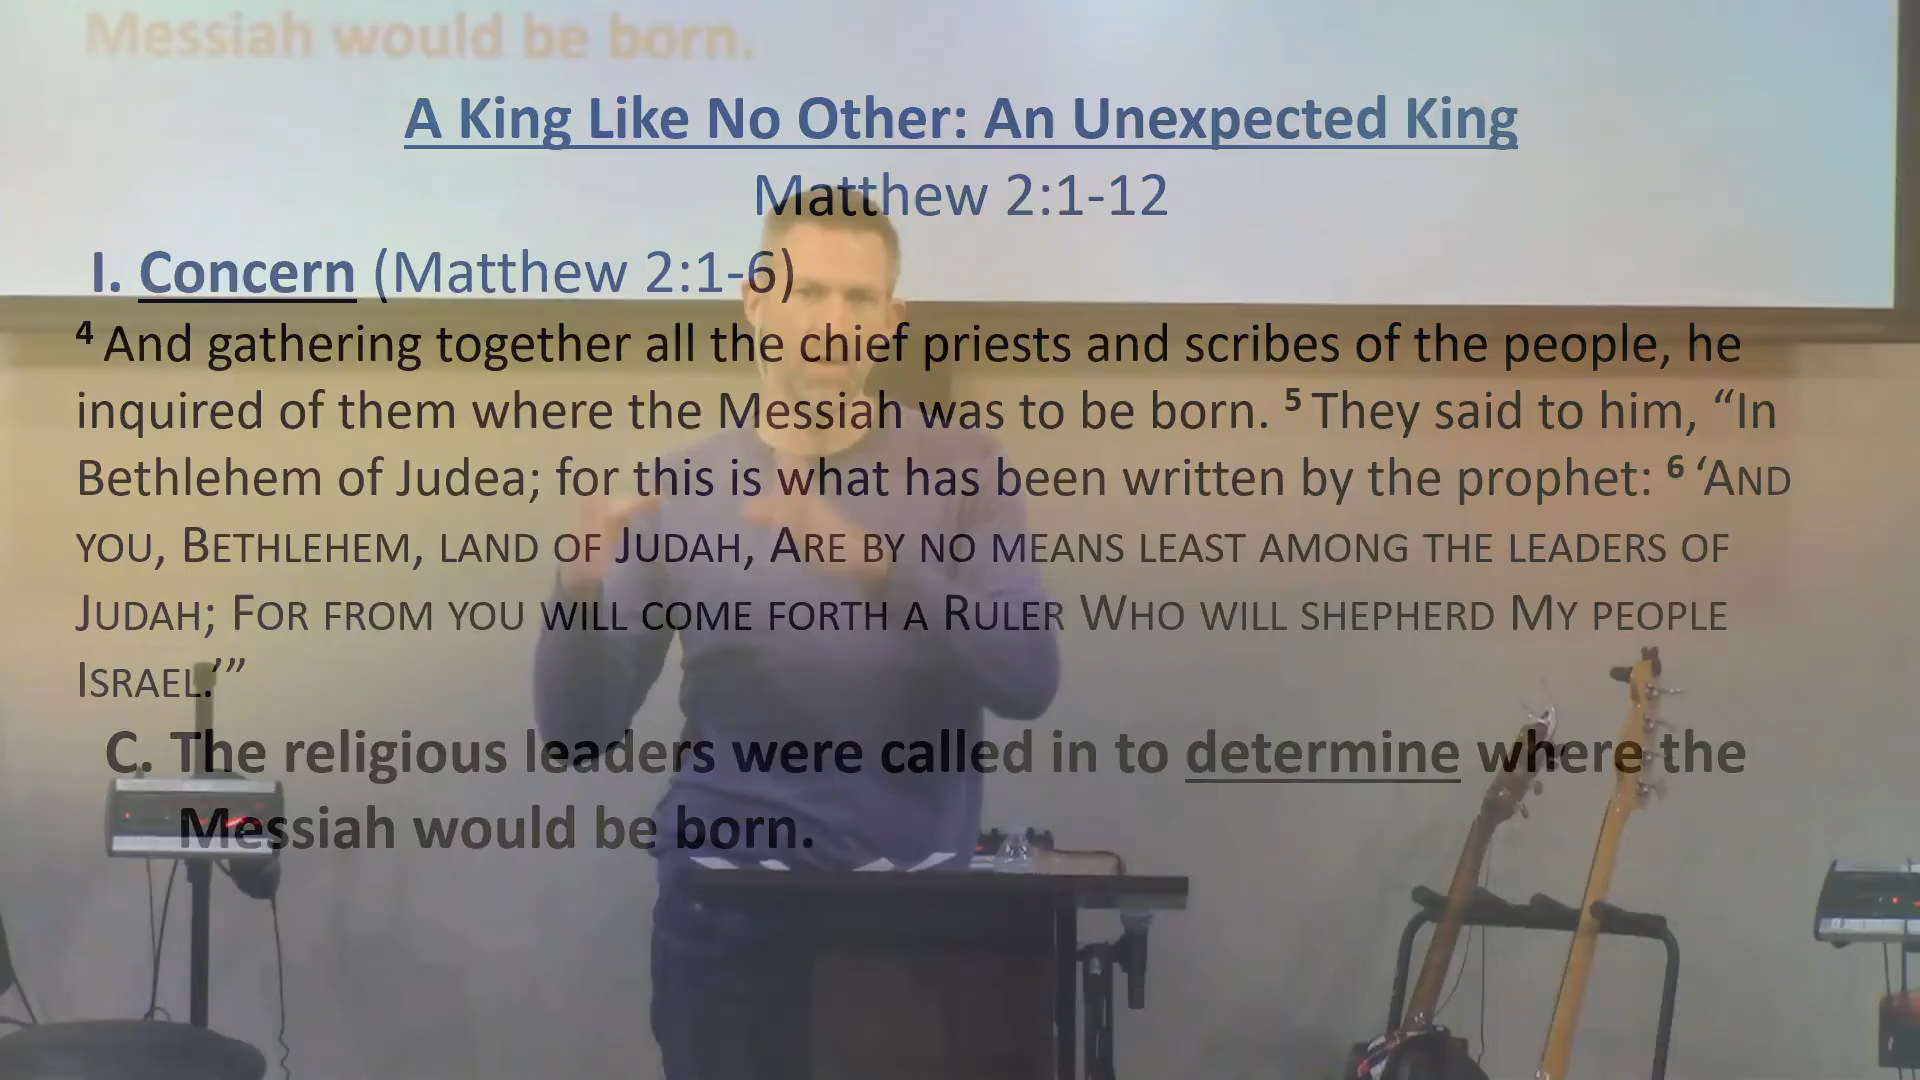 Messiah would be born.
A King Like No Other: An Unexpected King
Matthew 2:1-12
I. Concern (Matthew 2:1-6)
4 And gathering together all the chief priests and scribes of the people, he
inquired of them where the Messiah was to be born. 5 They said to him, “In
Bethlehem of Judea; for this is what has been written by the prophet: 6 ‘AND
YOU, BETHLEHEM, LAND OF JUDAH, ARE BY NO MEANS LEAST AMONG THE LEADERS OF
JUDAH; FOR FROM YOU WILL COME FORTH A RULER WHO WILL SHEPHERD MY PEOPLE
ISRAEL.’”
C. The religious leaders were called in to determine where the
Messiah would be born.